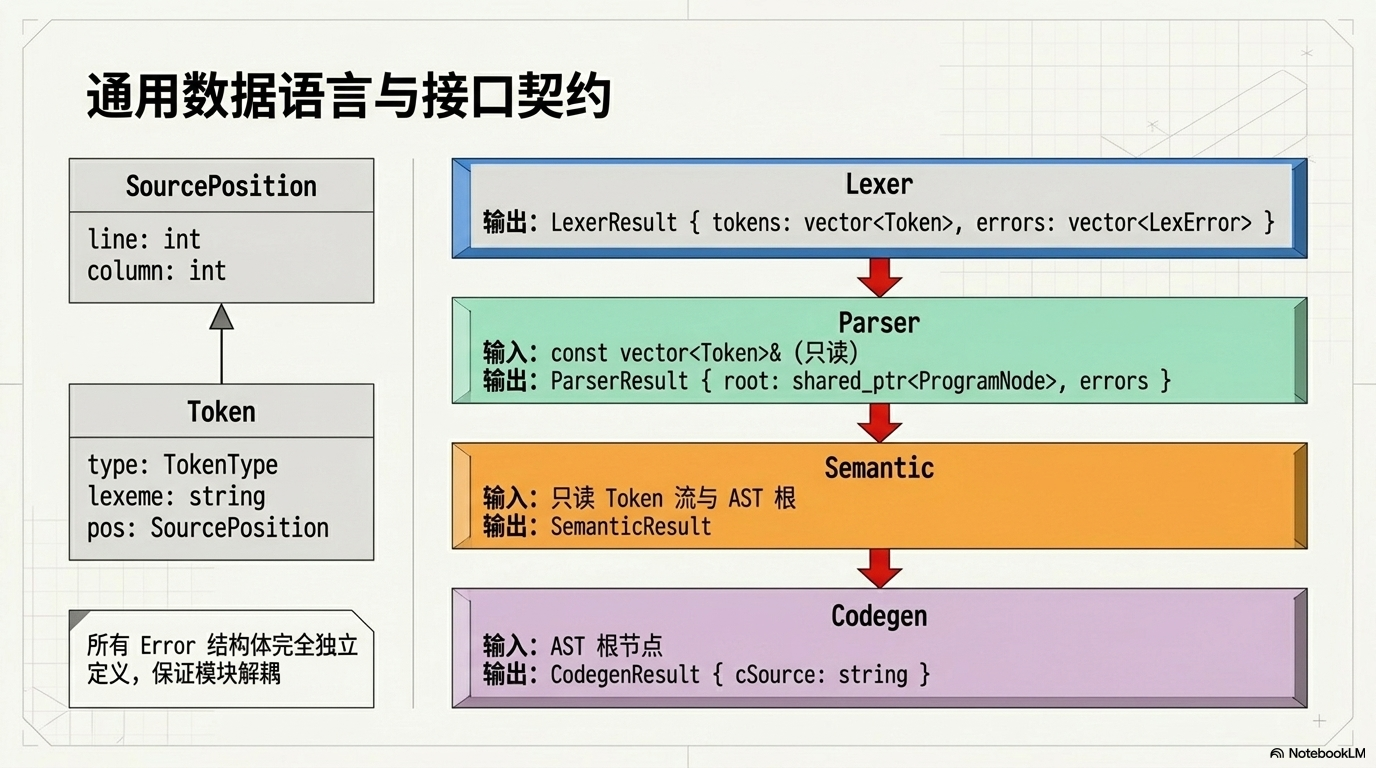 通用数据语言与接口契约
SourcePosition
line: int
column: int
Token
type: TokenType
lexeme: string
pos: SourcePosition
所有 Error 结构体完全独立
定义，保证模块解耦
Lexer
输出： LexerResult { tokens: vector<Token>, errors: vector<LexError> }
Parser
输入： const vector<Token>& (只读)
输出： ParserResult { root: shared_ptr<ProgramNode>, errors }
Semantic
输入： 只读 Token 流与 AST 根
输出： SemanticResult
Codegen
输入： AST 根节点
输出： CodegenResult { cSource: string }
NotebookLM